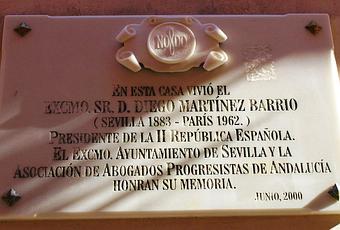 NO8DO
EN ESTA CASA VIVIÓ EL
EXCMO. SR. D. DIEGO MARTÍNEZ BARRIO
( SEVILLA 1883 - PARÍS 1962. )
PRESIDENTE DE LA II REPÚBLICA ESPAÑOLA.
EL EXCMO. AYUNTAMIENTO DE SEVILLA Y LA
ASOCIACIÓN DE ABOGADOS PROGRESISTAS DE ANDALUCÍA
HONRAN SU MEMORIA.
JUNIO, 2000